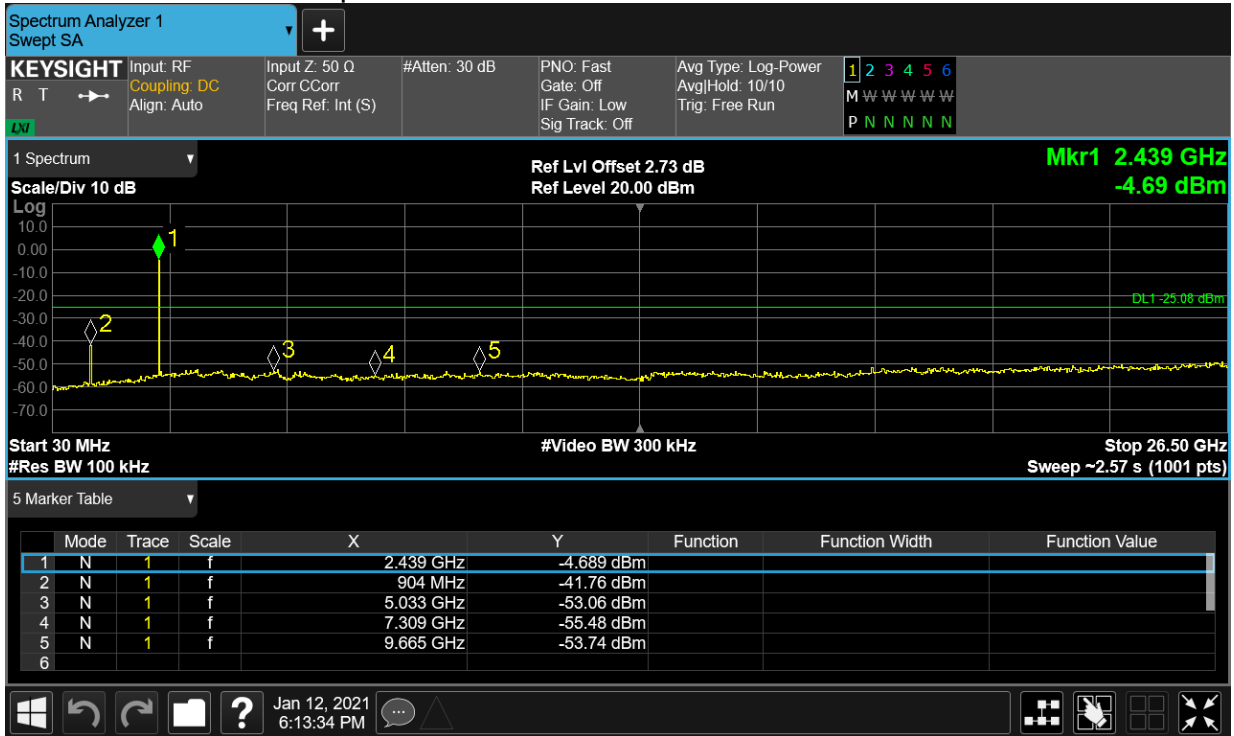 Spectrum Analyzer 1
Swept SA
+
KEYSIGHT Input: RF Input Z: 50 Ω #Atten: 30 dB PNO: Fast Avg Type: Log-Power 1 2 3 4 5 6
R T Coupling: DC Corr CCorr Gate: Off Avg|Hold: 10/10 M W W W W W
Align: Auto Freq Ref: Int (S) IF Gain: Low Trig: Free Run
LXI Sig Track: Off P N N N N N
1 Spectrum Ref Lvl Offset 2.73 dB Mkr1 2.439 GHz
Scale/Div 10 dB Ref Level 20.00 dBm -4.69 dBm
Log
10.0
1
0.00
-10.0
-20.0
DL1 -25.08 dBm
-30.0
2
-40.0
3 4 5
-50.0
-60.0
-70.0
Start 30 MHz #Video BW 300 kHz Stop 26.50 GHz
#Res BW 100 kHz Sweep ~2.57 s (1001 pts)
5 Marker Table
Mode Trace Scale X Y Function Function Width Function Value
1 N 1 f 2.439 GHz -4.689 dBm
2 N 1 f 904 MHz -41.76 dBm
3 N 1 f 5.033 GHz -53.06 dBm
4 N 1 f 7.309 GHz -55.48 dBm
5 N 1 f 9.665 GHz -53.74 dBm
6
? Jan 12, 2021
6:13:34 PM